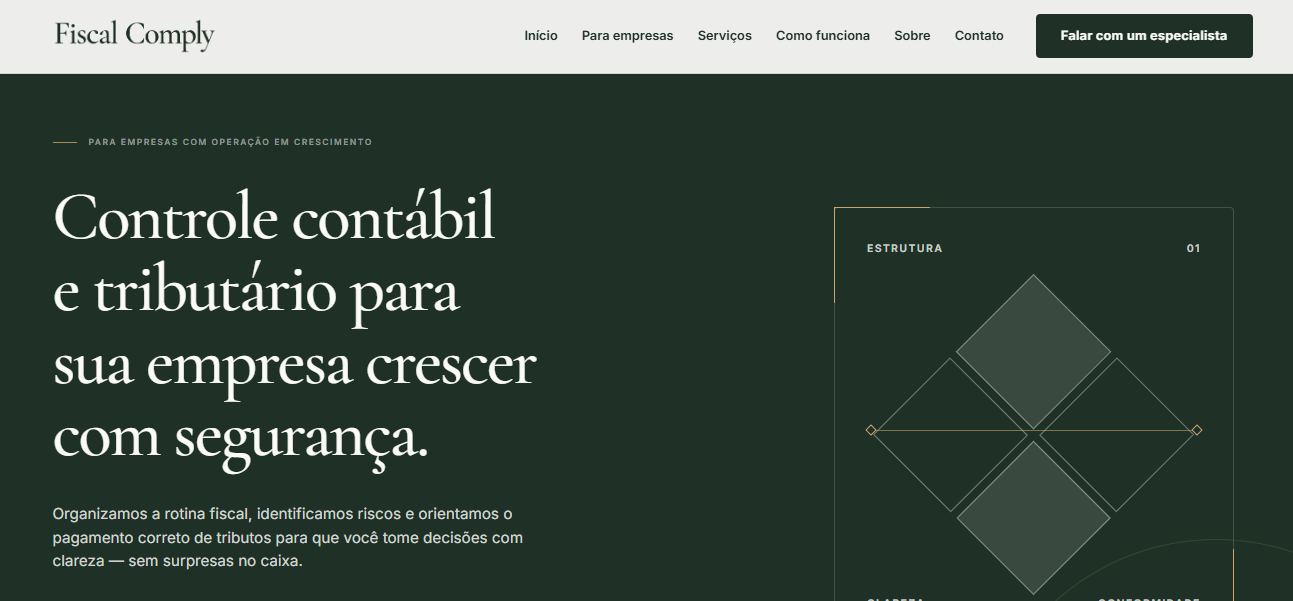 Fiscal Comply
Início
Para empresas
Serviços
Como funciona
Sobre
Contato
Falar com um especialista
PARA EMPRESAS COM OPERAÇÃO EM CRESCIMENTO
Controle contábil
e tributário para
sua empresa crescer
com segurança.
Organizamos a rotina fiscal, identificamos riscos e orientamos o
pagamento correto de tributos para que você tome decisões com
clareza — sem surpresas no caixa.
ESTRUTURA
01
CLAREZA
CONFORMIDADE